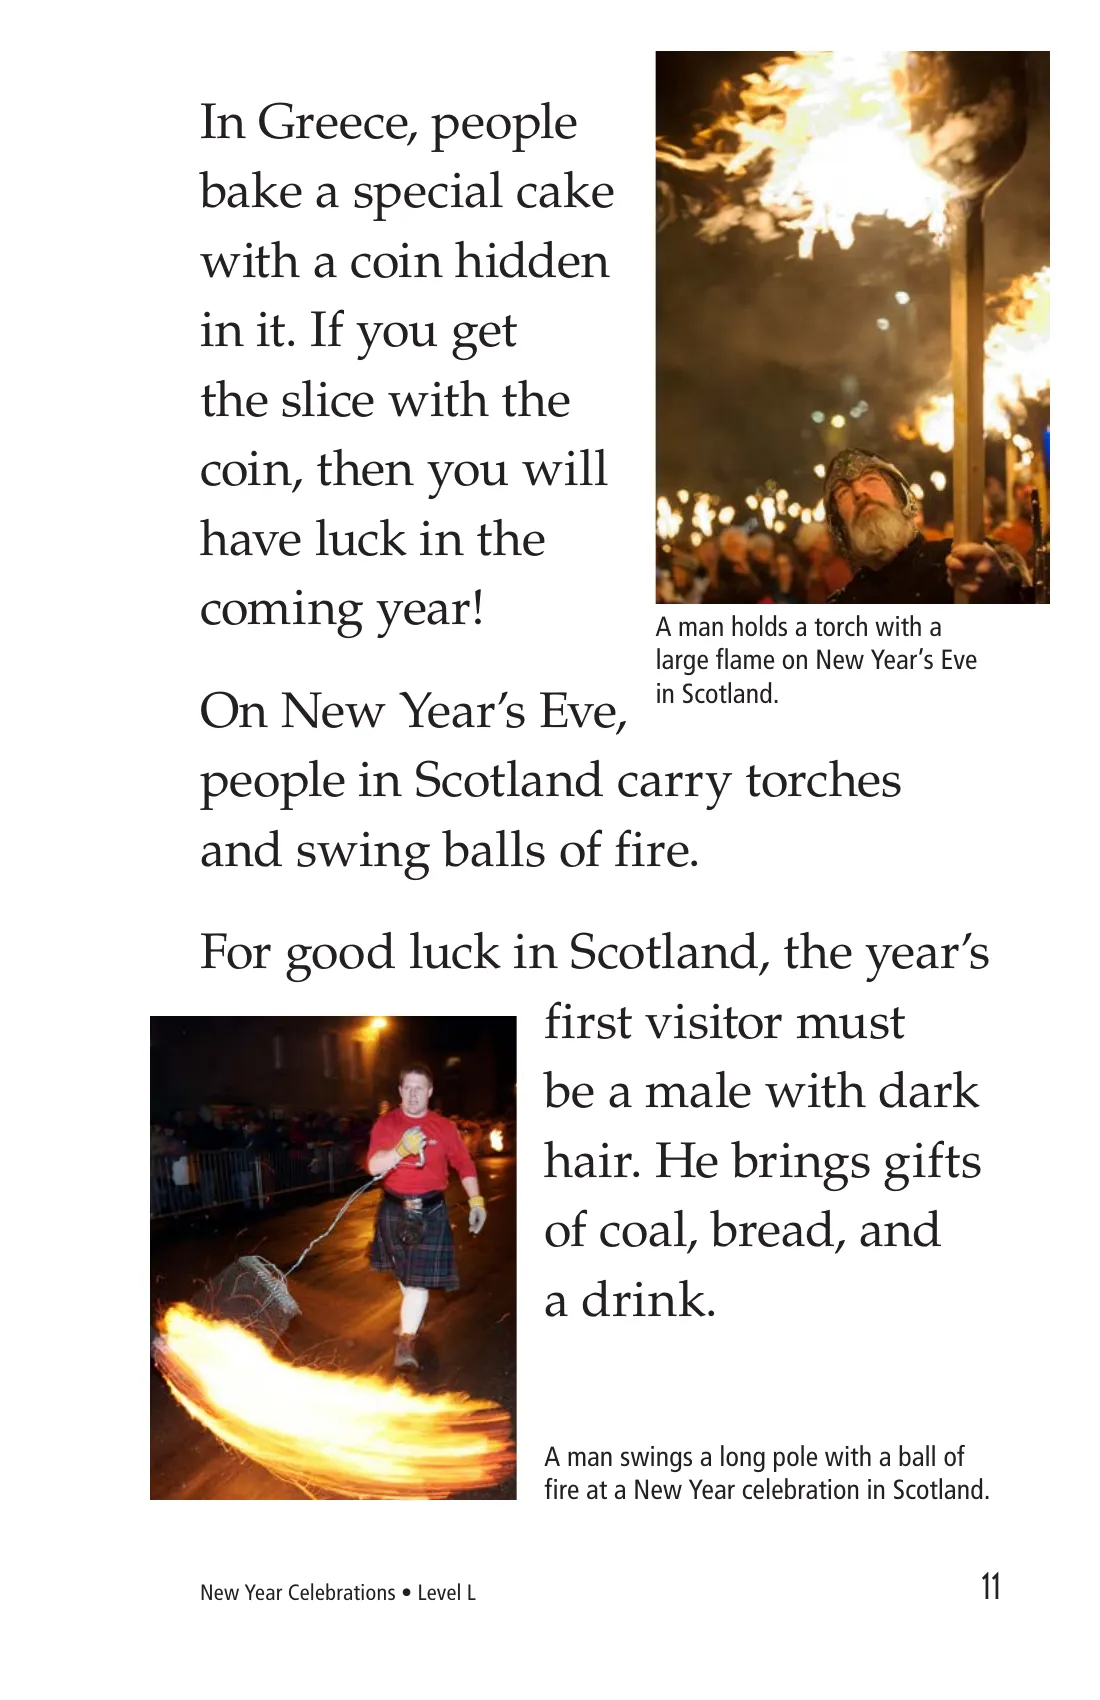 In Greece, people
bake a special cake
with a coin hidden
in it. If you get
the slice with the
coin, then you will
have luck in the
coming year!
A man holds a torch with a
large flame on New Year’s Eve
in Scotland.
On New Year’s Eve,
people in Scotland carry torches
and swing balls of fire.
For good luck in Scotland, the year’s
first visitor must
be a male with dark
hair. He brings gifts
of coal, bread, and
a drink.
A man swings a long pole with a ball of
fire at a New Year celebration in Scotland.
New Year Celebrations • Level L
11